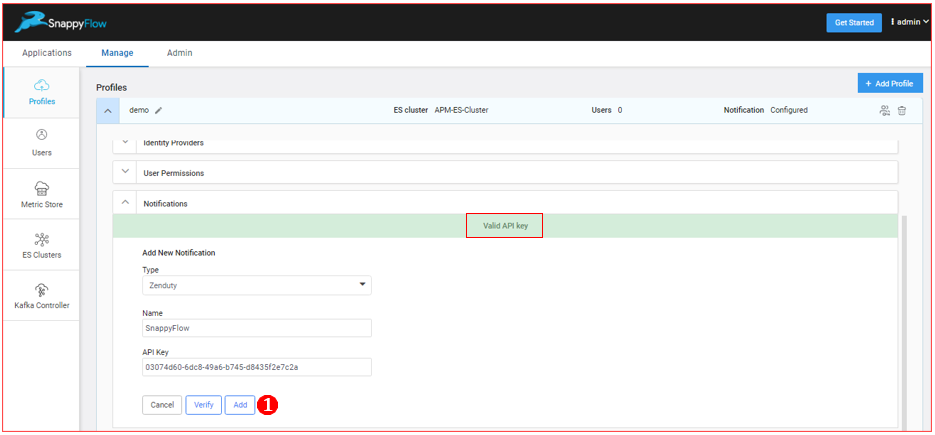 SnappyFlow
Get Started
admin
Applications
Manage
Admin
Profiles
Users
Metric Store
ES Clusters
Kafka Controller
Profiles
+ Add Profile
demo
ES cluster APM-ES-Cluster
Users 0
Notification Configured
Identity Providers
User Permissions
Notifications
Valid API key
Add New Notification
Type
Zenduty
Name
SnappyFlow
API Key
03074d60-6dc8-49a6-b745-d8435f2e7c2a
Cancel
Verify
Add
1